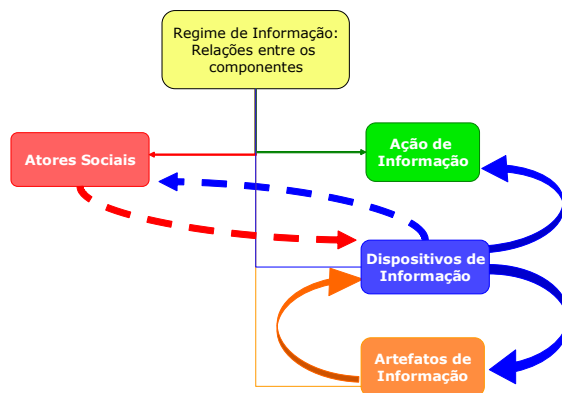 Regime de Informação:
Relações entre os
componentes
Atores Sociais
Ação de
Informação
Dispositivos de
Informação
Artefatos de
Informação